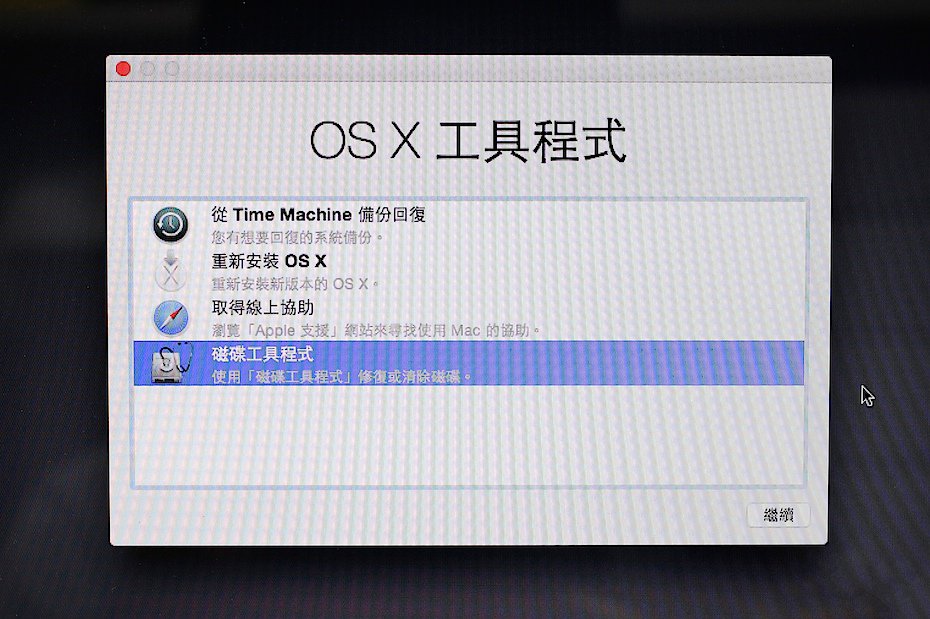 OS X 工具程式
從 Time Machine 備份回復
您有想要回復的系統備份。
重新安裝 OS X
重新安裝新版本的 OS X。
取得線上協助
瀏覽「Apple 支援」網站來尋找使用 Mac 的協助。
磁碟工具程式
使用「磁碟工具程式」修復或清除磁碟。
繼續